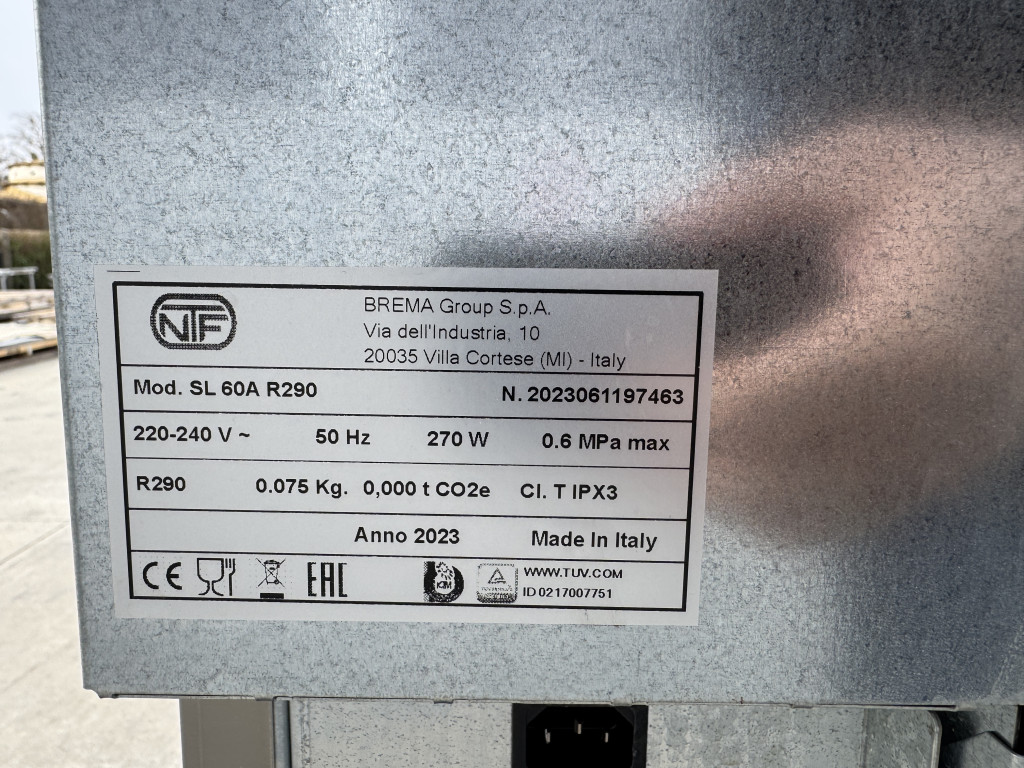 NTF
BREMA Group S.p.A.
Via dell'Industria, 10
20035 Villa Cortese (MI) - Italy
Mod. SL 60A R290 N. 2023061197463
220-240 V ~ 50 Hz 270 W 0.6 MPa max
R290 0.075 Kg. 0,000 t CO2e Cl. T IPX3
Anno 2023 Made In Italy
CE EAC WWW.TUV.COM
ID 0217007751